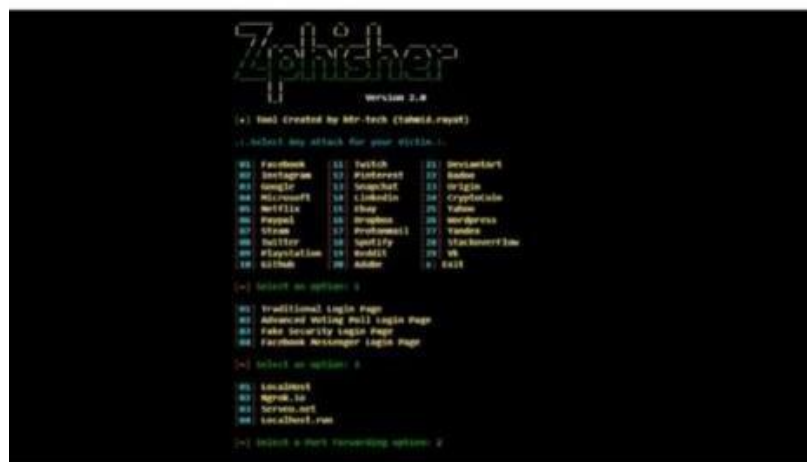 Zphisher
Version 2.0
[+] Tool Created by htr-tech (tahmid.rayat)
.:.Select Any Attack for your Victim.:.
[01] Facebook [11] Twitch [21] DeviantArt
[02] Instagram [12] Pinterest [22] Badoo
[03] Google [13] Snapchat [23] Origin
[04] Microsoft [14] Linkedin [24] CryptoCoin
[05] Netflix [15] Ebay [25] Yahoo
[06] Paypal [16] Dropbox [26] Wordpress
[07] Steam [17] Protonmail [27] Yandex
[08] Twitter [18] Spotify [28] Stackoverflow
[09] Playstation [19] Reddit [29] Vk
[10] Github [20] Adobe [x] Exit
[~] Select an option: 1
[01] Traditional Login Page
[02] Advanced Voting Poll Login Page
[03] Fake Security Login Page
[04] Facebook Messenger Login Page
[~] Select an option:
[01] LocalHost
[02] Ngrok.io
[03] Serveo.net
[04] Localhost.run
[~] Select a Port Forwarding option: 2